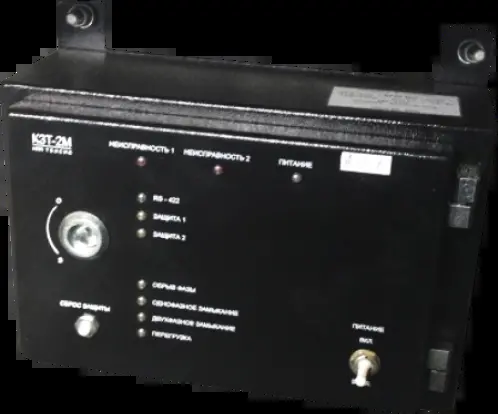 КЗТ-2М
НЕИСПРАВНОСТЬ 1
НЕИСПРАВНОСТЬ 2
ПИТАНИЕ
RS - 422
ЗАЩИТА 1
ЗАЩИТА 2
ОБРЫВ ФАЗЫ
ОДНОФАЗНОЕ ЗАМЫКАНИЕ
ДВУХФАЗНОЕ ЗАМЫКАНИЕ
ПЕРЕГРУЗКА
СБРОС ЗАЩИТЫ
ПИТАНИЕ
ВКЛ